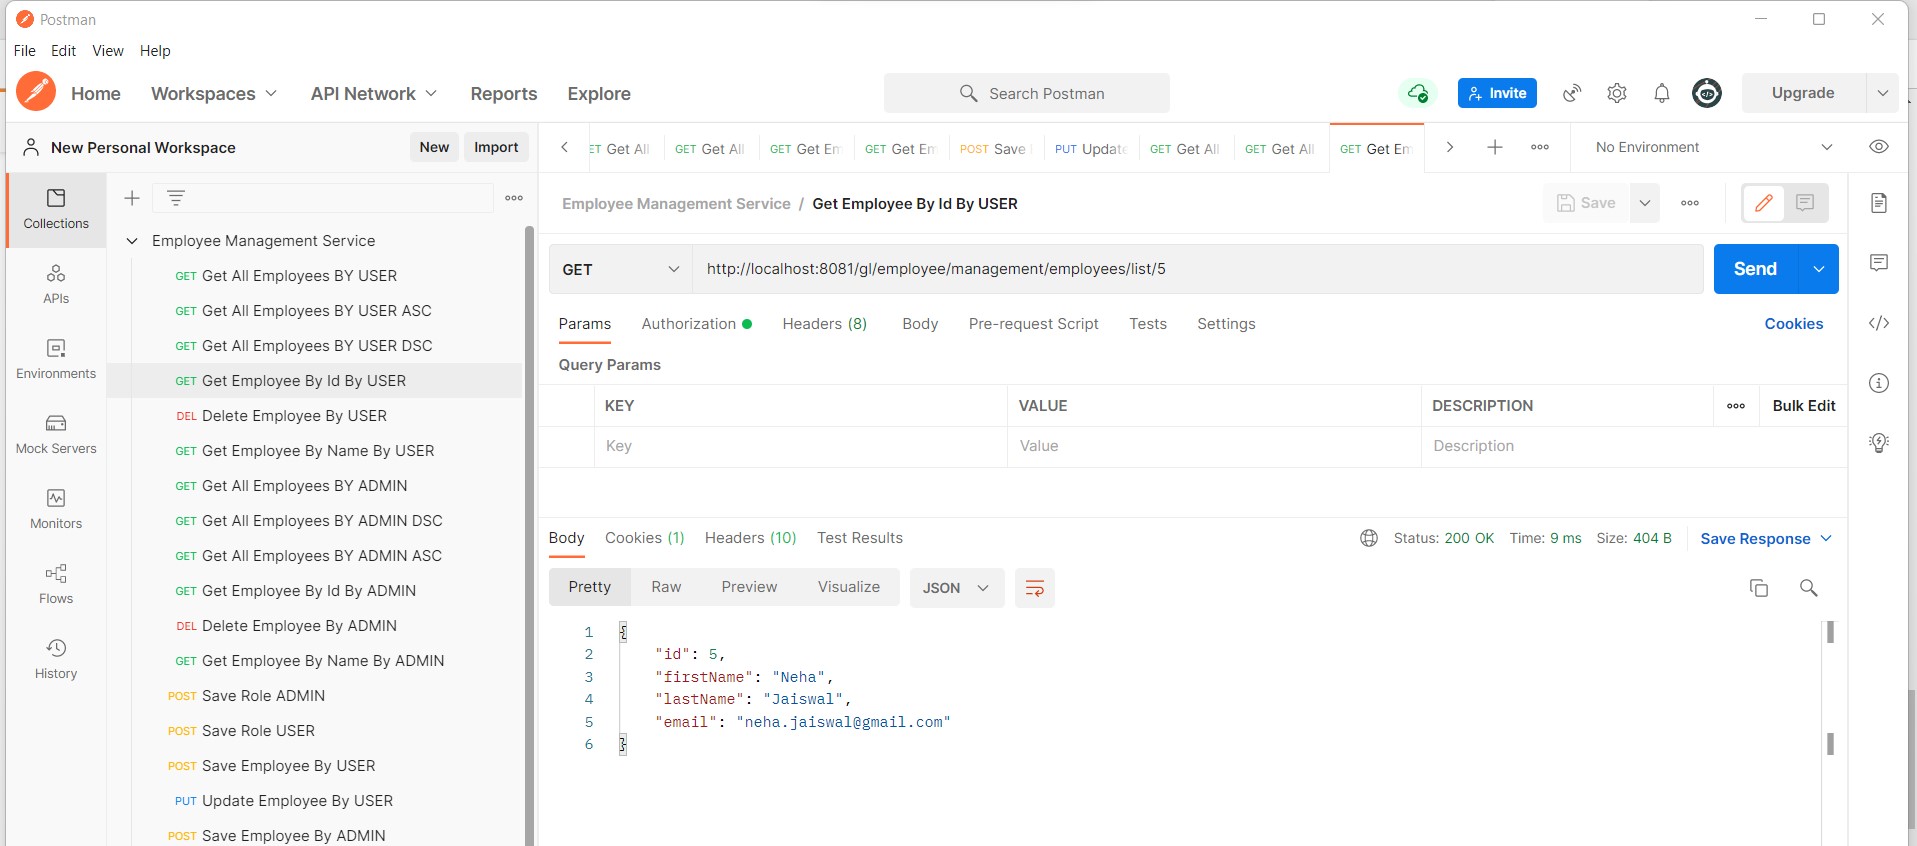 Postman
File Edit View Help
Home Workspaces API Network Reports Explore Search Postman Invite Upgrade
New Personal Workspace New Import
ET Get All GET Get All GET Get Em GET Get Em POST Save PUT Update GET Get All GET Get All GET Get Em No Environment
Collections
APIs
Environments
Mock Servers
Monitors
Flows
History
Employee Management Service
GET Get All Employees BY USER
GET Get All Employees BY USER ASC
GET Get All Employees BY USER DSC
GET Get Employee By Id By USER
DEL Delete Employee By USER
GET Get Employee By Name By USER
GET Get All Employees BY ADMIN
GET Get All Employees BY ADMIN DSC
GET Get All Employees BY ADMIN ASC
GET Get Employee By Id By ADMIN
DEL Delete Employee By ADMIN
GET Get Employee By Name By ADMIN
POST Save Role ADMIN
POST Save Role USER
POST Save Employee By USER
PUT Update Employee By USER
POST Save Employee By ADMIN
Employee Management Service / Get Employee By Id By USER Save
GET http://localhost:8081/gl/employee/management/employees/list/5 Send
Params Authorization Headers (8) Body Pre-request Script Tests Settings Cookies
Query Params
KEY VALUE DESCRIPTION Bulk Edit
Key Value Description
Body Cookies (1) Headers (10) Test Results Status: 200 OK Time: 9 ms Size: 404 B Save Response
Pretty Raw Preview Visualize JSON
1 {
2 "id": 5,
3 "firstName": "Neha",
4 "lastName": "Jaiswal",
5 "email": "neha.jaiswal@gmail.com"
6 }